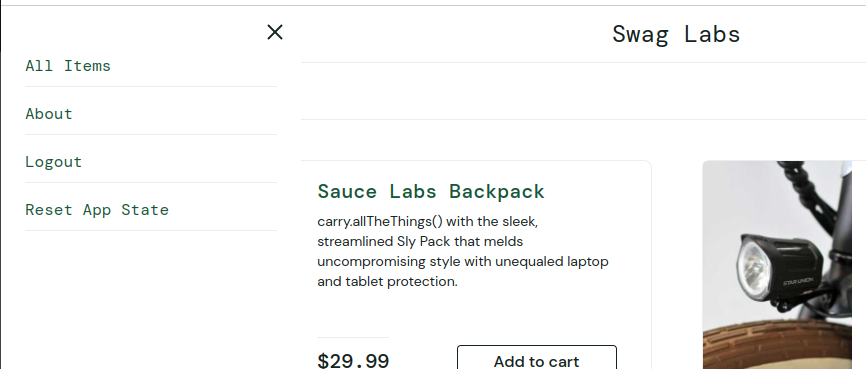 Swag Labs
All Items
About
Logout
Reset App State
Sauce Labs Backpack
carry.allTheThings() with the sleek,
streamlined Sly Pack that melds
uncompromising style with unequaled laptop
and tablet protection.
$29.99
Add to cart
STAR UNION